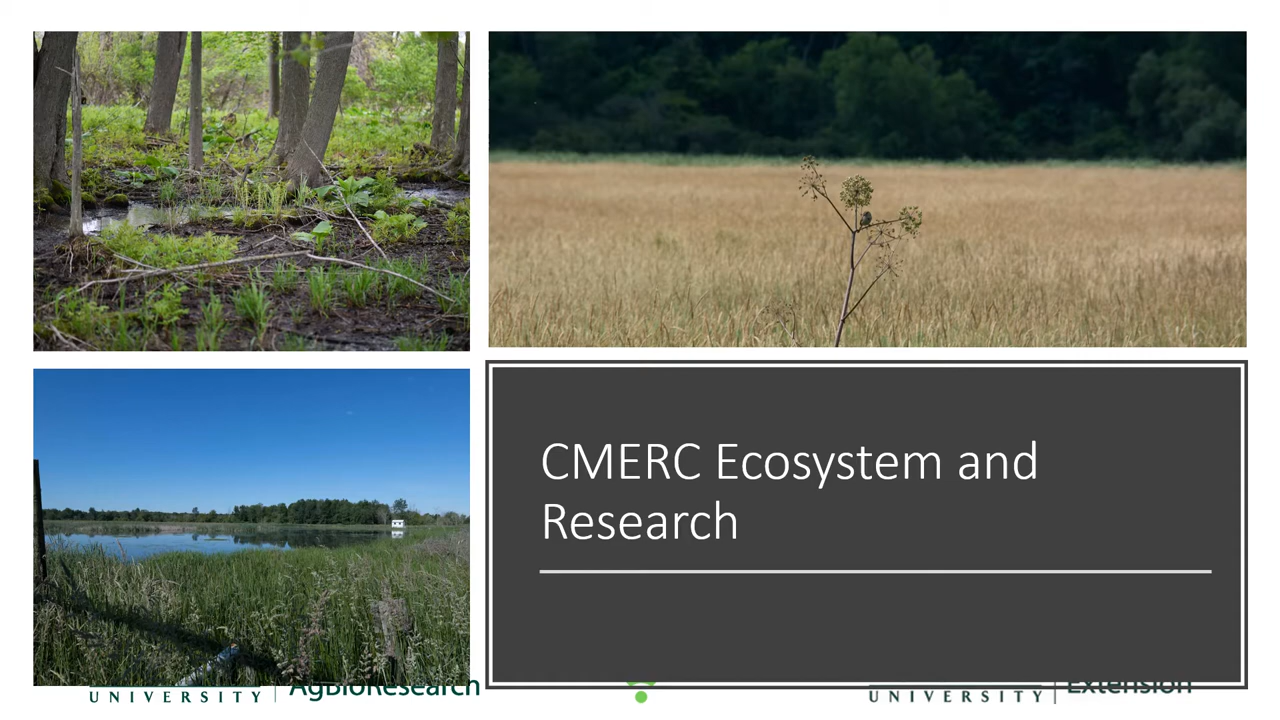 CMERC Ecosystem and
Research
UNIVERSITY
AgBioResearch
UNIVERSITY
Extension